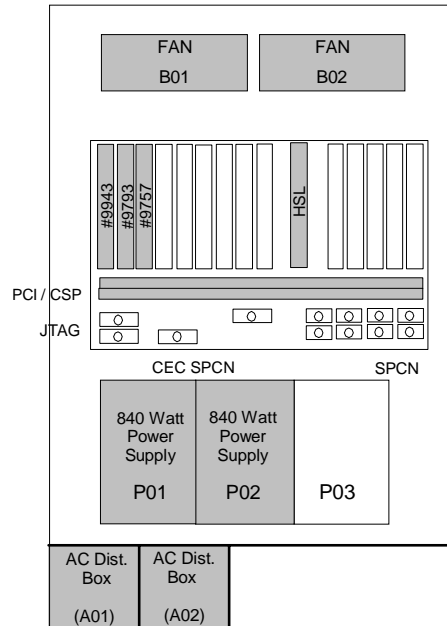 FAN FAN
B01 B02
#9943 #9793 #9757 HSL
PCI / CSP
JTAG
CEC SPCN SPCN
840 Watt 840 Watt
Power Power
Supply Supply
P01 P02 P03
AC Dist. AC Dist.
Box Box
(A01) (A02)